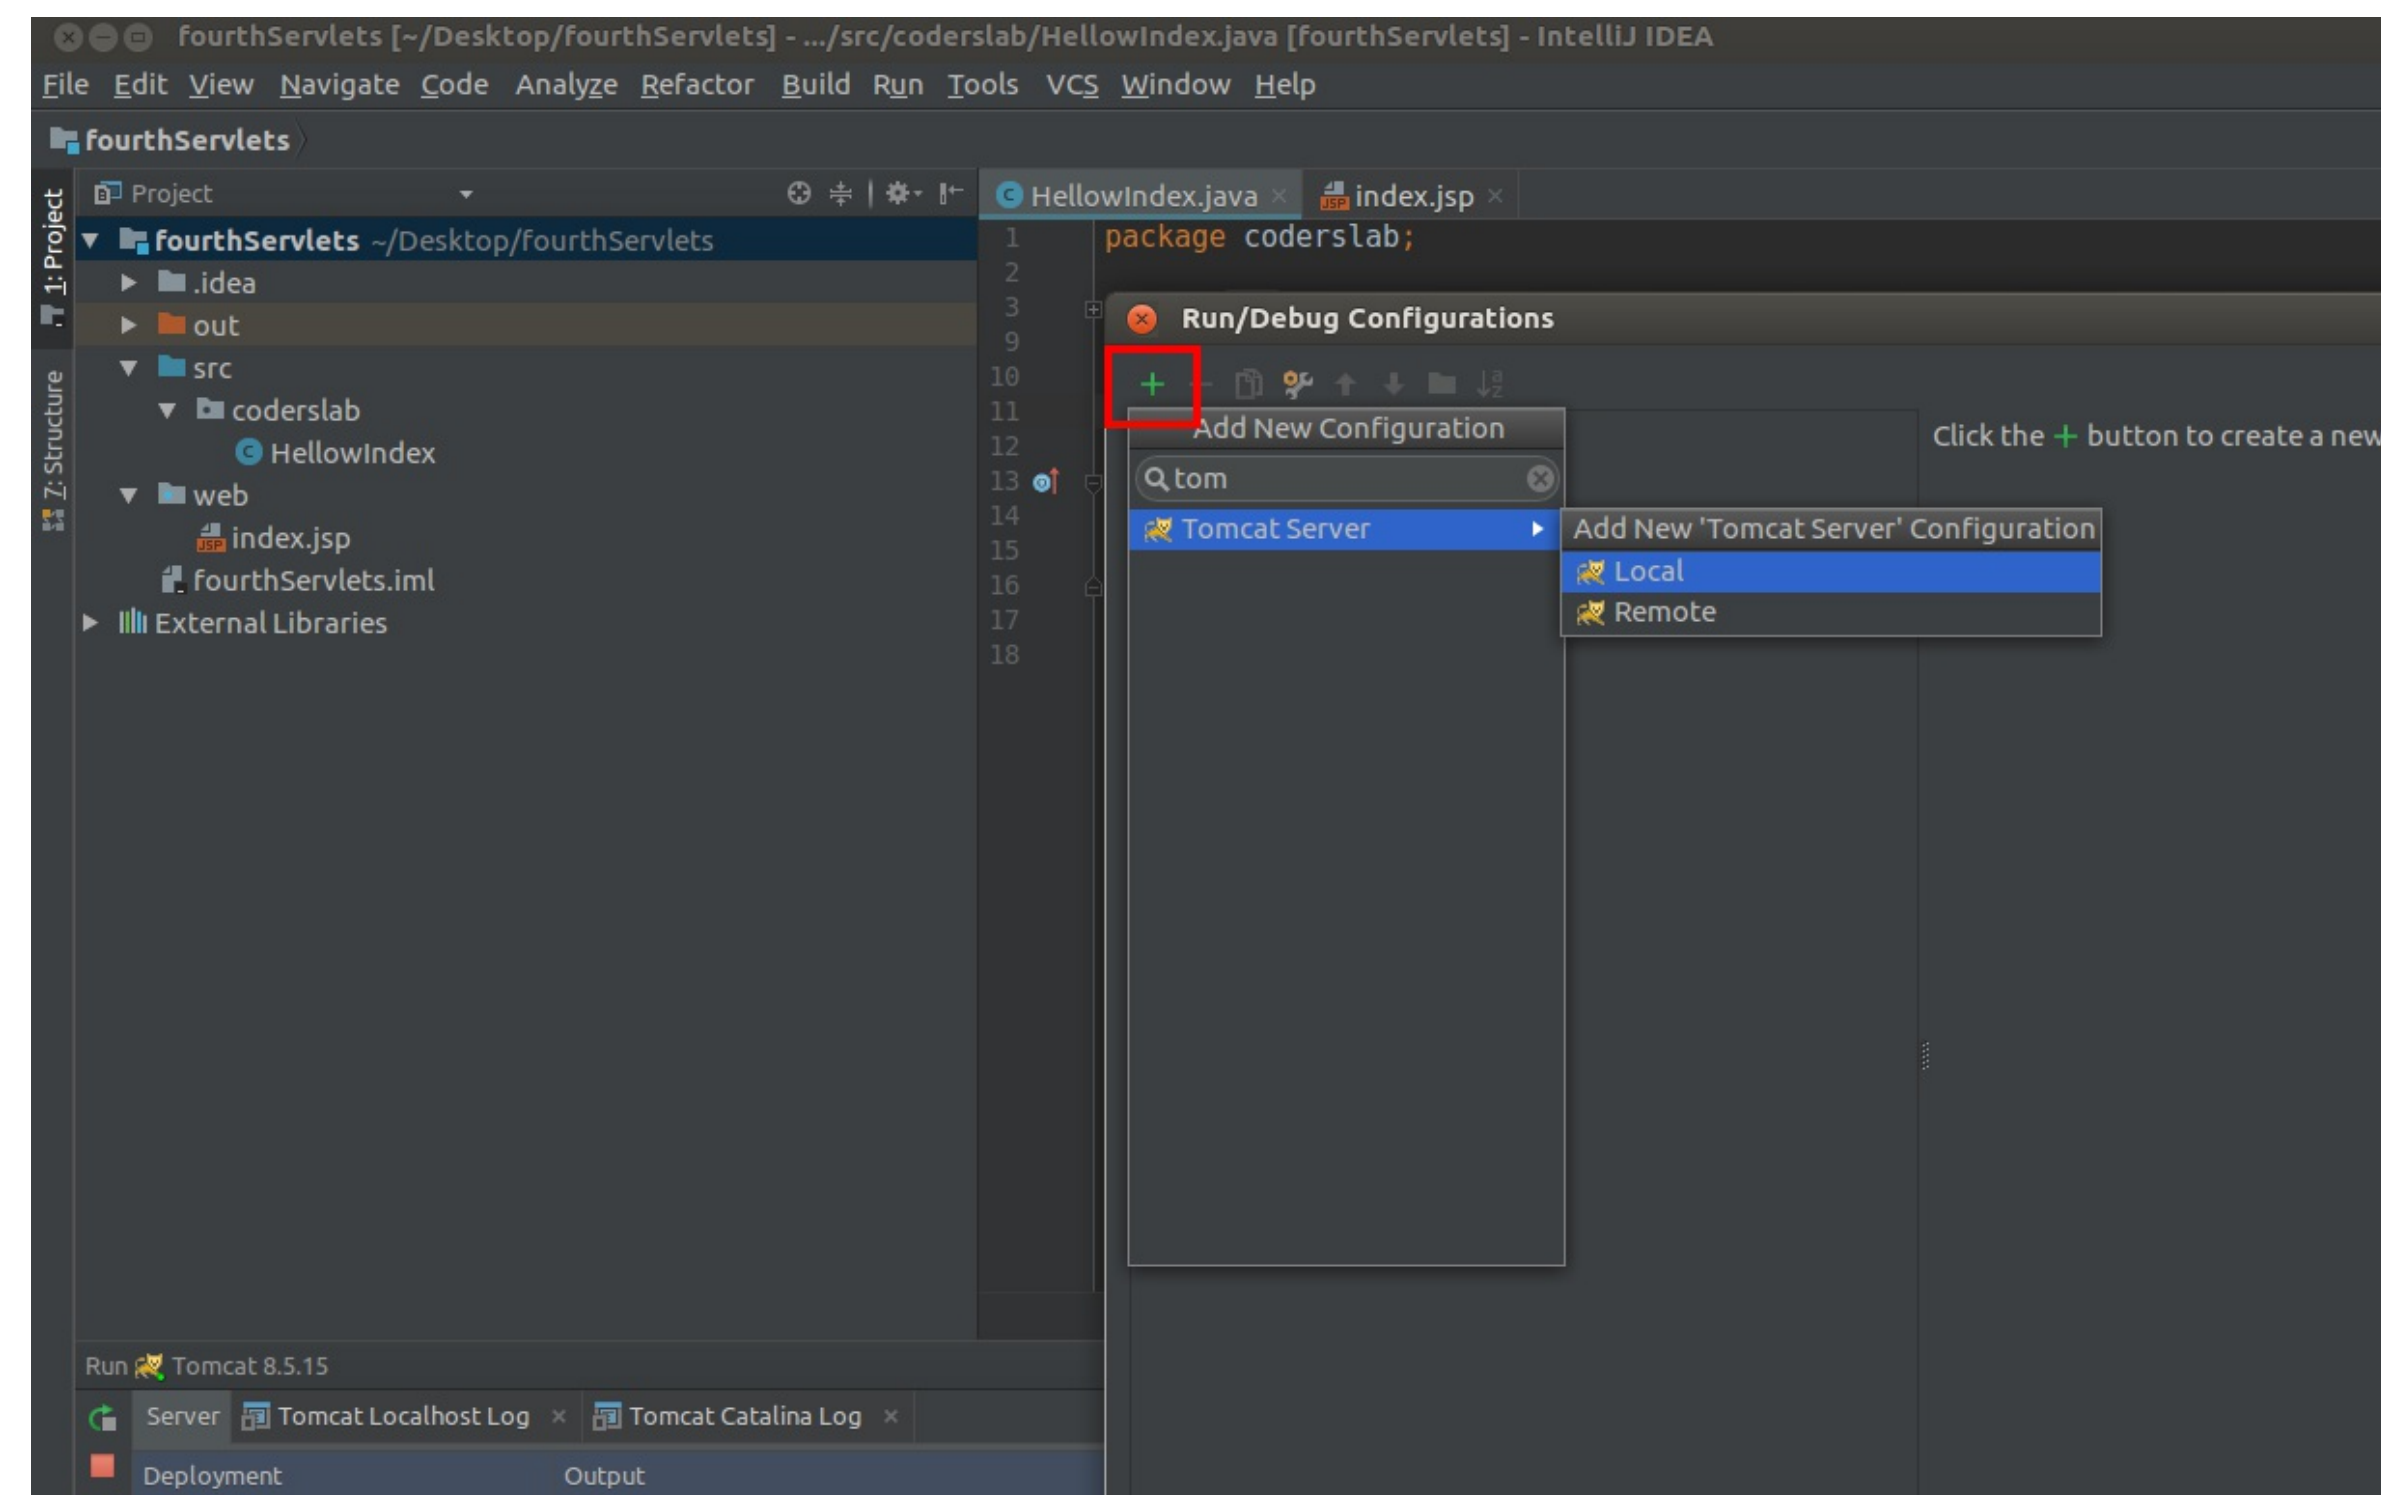 fourthServlets [~/Desktop/fourthServlets] - .../src/coderslab/HellowIndex.java [fourthServlets] - IntelliJ IDEA
File Edit View Navigate Code Analyze Refactor Build Run Tools VCS Window Help
fourthServlets
1: Project
7: Structure
Project
fourthServlets ~/Desktop/fourthServlets
.idea
out
src
coderslab
HellowIndex
web
JSP index.jsp
fourthServlets.iml
External Libraries
HellowIndex.java JSP index.jsp
1 package coderslab;
2
3
9
10
11
12
13
14
15
16
17
18
Run/Debug Configurations
Add New Configuration
tom
Tomcat Server
Add New 'Tomcat Server' Configuration
Local
Remote
Click the + button to create a new
Run Tomcat 8.5.15
Server Tomcat Localhost Log Tomcat Catalina Log
Deployment Output